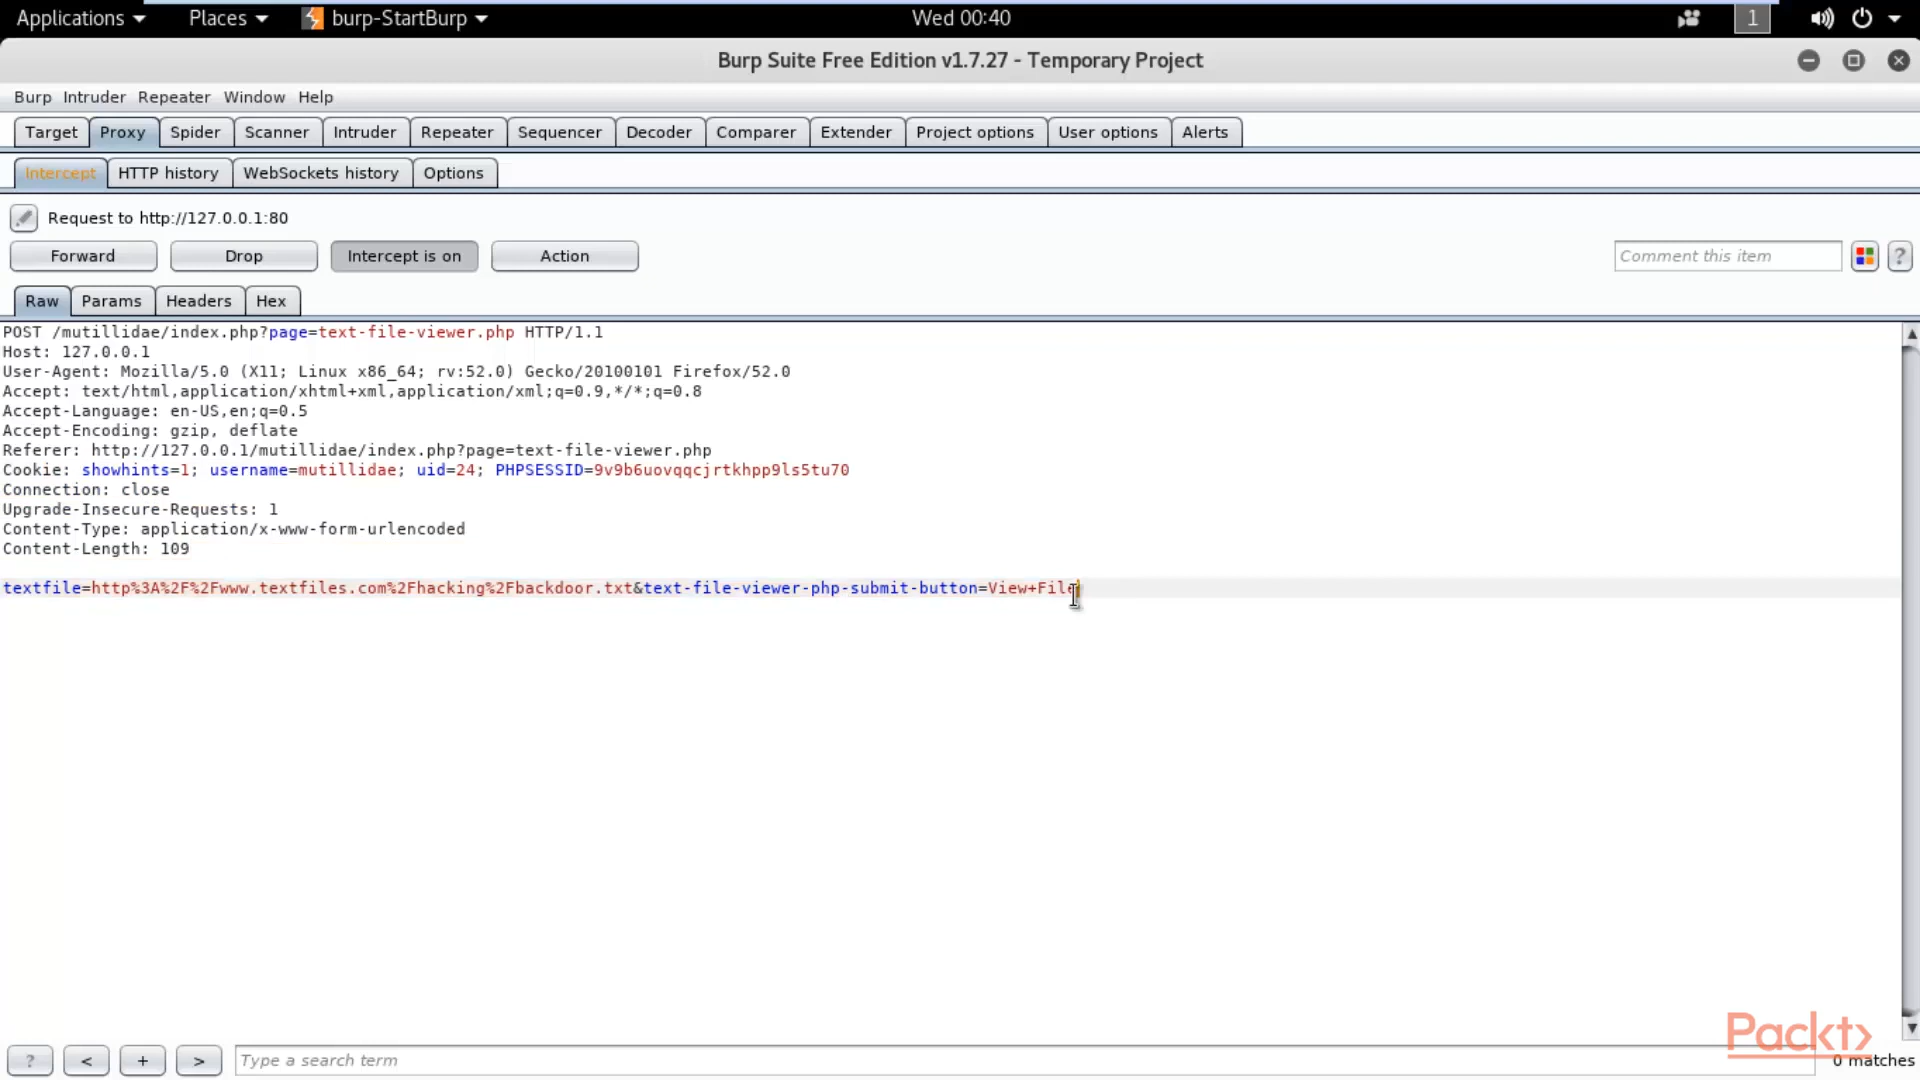 Applications Places burp-StartBurp Wed 00:40 1
Burp Suite Free Edition v1.7.27 - Temporary Project
Burp Intruder Repeater Window Help
Target Proxy Spider Scanner Intruder Repeater Sequencer Decoder Comparer Extender Project options User options Alerts
Intercept HTTP history WebSockets history Options
Request to http://127.0.0.1:80
Forward Drop Intercept is on Action Comment this item ?
Raw Params Headers Hex
POST /mutillidae/index.php?page=text-file-viewer.php HTTP/1.1
Host: 127.0.0.1
User-Agent: Mozilla/5.0 (X11; Linux x86_64; rv:52.0) Gecko/20100101 Firefox/52.0
Accept: text/html,application/xhtml+xml,application/xml;q=0.9,*/*;q=0.8
Accept-Language: en-US,en;q=0.5
Accept-Encoding: gzip, deflate
Referer: http://127.0.0.1/mutillidae/index.php?page=text-file-viewer.php
Cookie: showhints=1; username=mutillidae; uid=24; PHPSESSID=9v9b6uovqqcjrtkhpp9ls5tu70
Connection: close
Upgrade-Insecure-Requests: 1
Content-Type: application/x-www-form-urlencoded
Content-Length: 109
textfile=http%3A%2F%2Fwww.textfiles.com%2Fhacking%2Fbackdoor.txt&text-file-viewer-php-submit-button=View+File
Packt>
? < + > Type a search term 0 matches